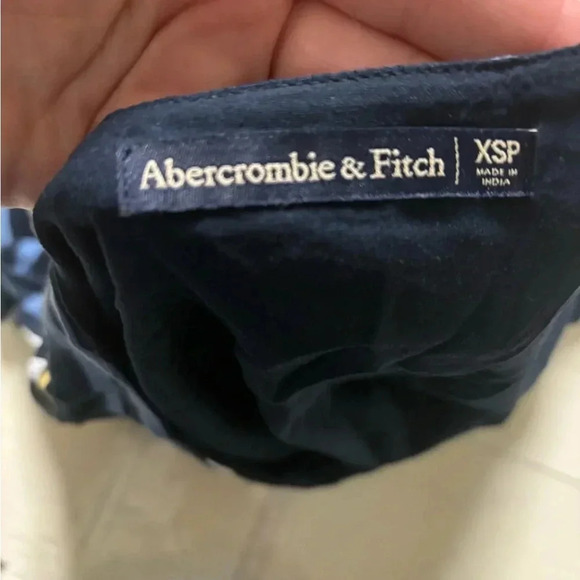 Abercrombie & Fitch | XSP
MADE IN
INDIA